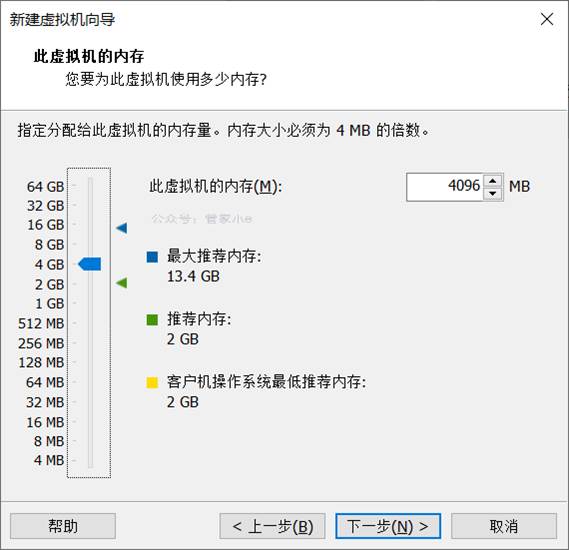 新建虚拟机向导
此虚拟机的内存
您要为此虚拟机使用多少内存?
指定分配给此虚拟机的内存量。内存大小必须为 4 MB 的倍数。
64 GB
32 GB
16 GB
8 GB
4 GB
2 GB
1 GB
512 MB
256 MB
128 MB
64 MB
32 MB
16 MB
8 MB
4 MB
此虚拟机的内存(M): 4096 MB
公众号：管家小e
最大推荐内存:
13.4 GB
推荐内存:
2 GB
客户机操作系统最低推荐内存:
2 GB
帮助 < 上一步(B) 下一步(N) > 取消